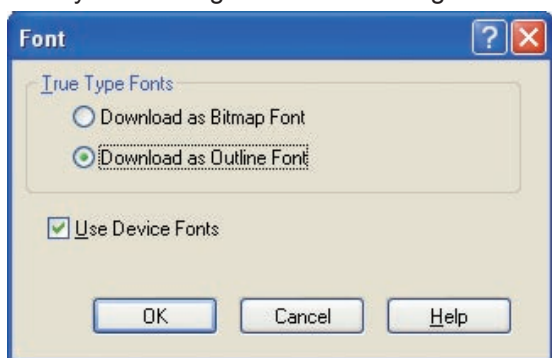 Font
True Type Fonts
Download as Bitmap Font
Download as Outline Font
Use Device Fonts
OK Cancel Help